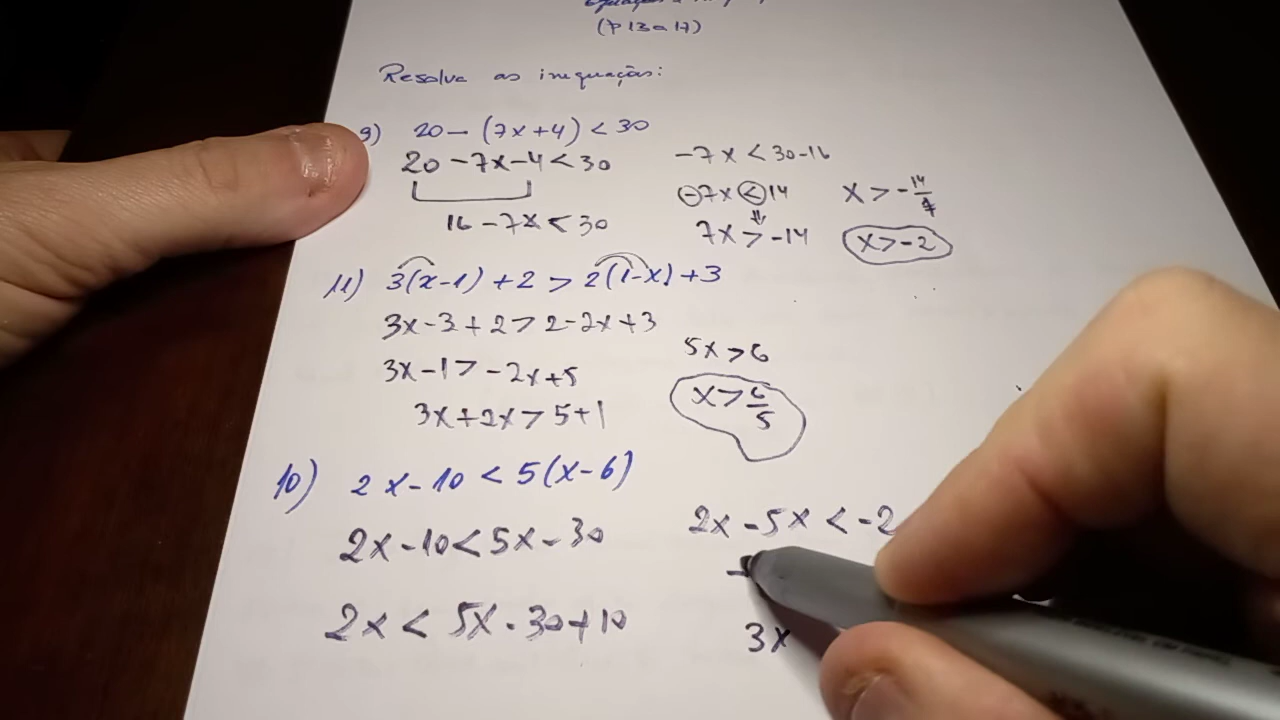 (p 13 a 17)
Resolva as inequações:
9) 20 - (7x+4) < 30
20 - 7x - 4 < 30
16 - 7x < 30
-7x < 30-16
-7x < 14
⇓
7x > -14
x > -14/7
x > -2
11) 3(x-1) + 2 > 2(1-x) + 3
3x - 3 + 2 > 2 - 2x + 3
3x - 1 > -2x + 5
3x + 2x > 5 + 1
5x > 6
x > 6/5
10) 2x - 10 < 5(x-6)
2x - 10 < 5x - 30
2x < 5x - 30 + 10
2x - 5x < -2
-
3x